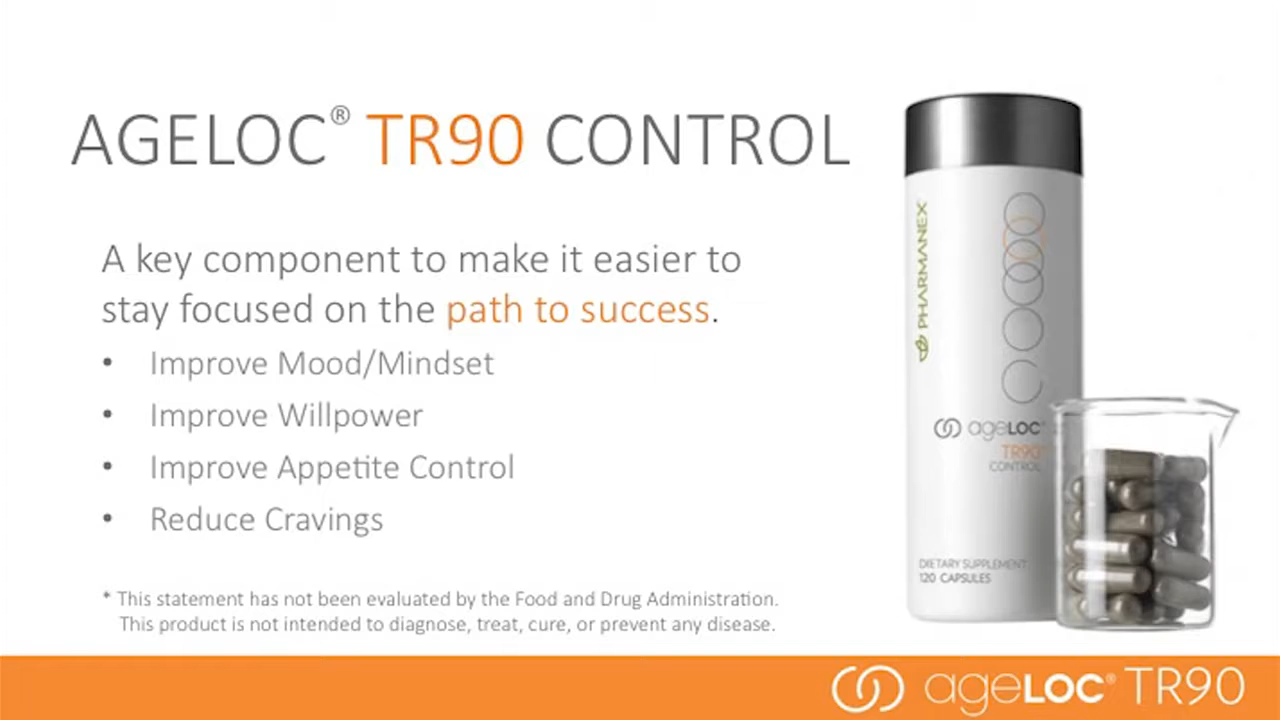 AGELOC® TR90 CONTROL
A key component to make it easier to
stay focused on the path to success.
• Improve Mood/Mindset
• Improve Willpower
• Improve Appetite Control
• Reduce Cravings
* This statement has not been evaluated by the Food and Drug Administration.
This product is not intended to diagnose, treat, cure, or prevent any disease.
PHARMANEX
ageLOC®
TR90
CONTROL
DIETARY SUPPLEMENT
120 CAPSULES
ageLOC® TR90